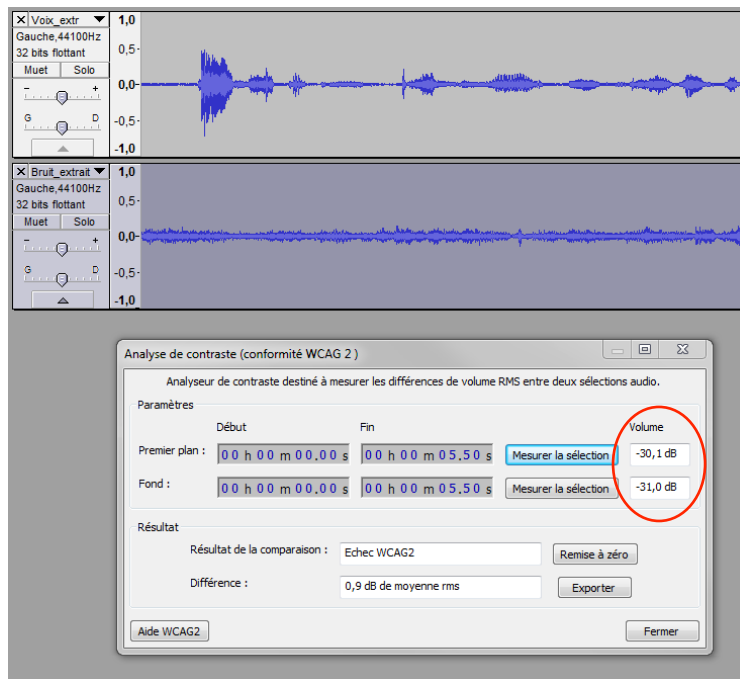 Voix_extr
1,0
Gauche,44100Hz
32 bits flottant
0,5-
Muet Solo
- +
0,0-
G D
-0,5-
-1,0
Bruit_extrait
1,0
Gauche,44100Hz
32 bits flottant
0,5-
Muet Solo
- +
0,0-
G D
-0,5-
-1,0
Analyse de contraste (conformité WCAG 2 )
Analyseur de contraste destiné à mesurer les différences de volume RMS entre deux sélections audio.
Paramètres
Début Fin Volume
Premier plan : 00 h 00 m 00.00 s 00 h 00 m 05.50 s Mesurer la sélection -30,1 dB
Fond : 00 h 00 m 00.00 s 00 h 00 m 05.50 s Mesurer la sélection -31,0 dB
Résultat
Résultat de la comparaison : Echec WCAG2 Remise à zéro
Différence : 0,9 dB de moyenne rms Exporter
Aide WCAG2 Fermer